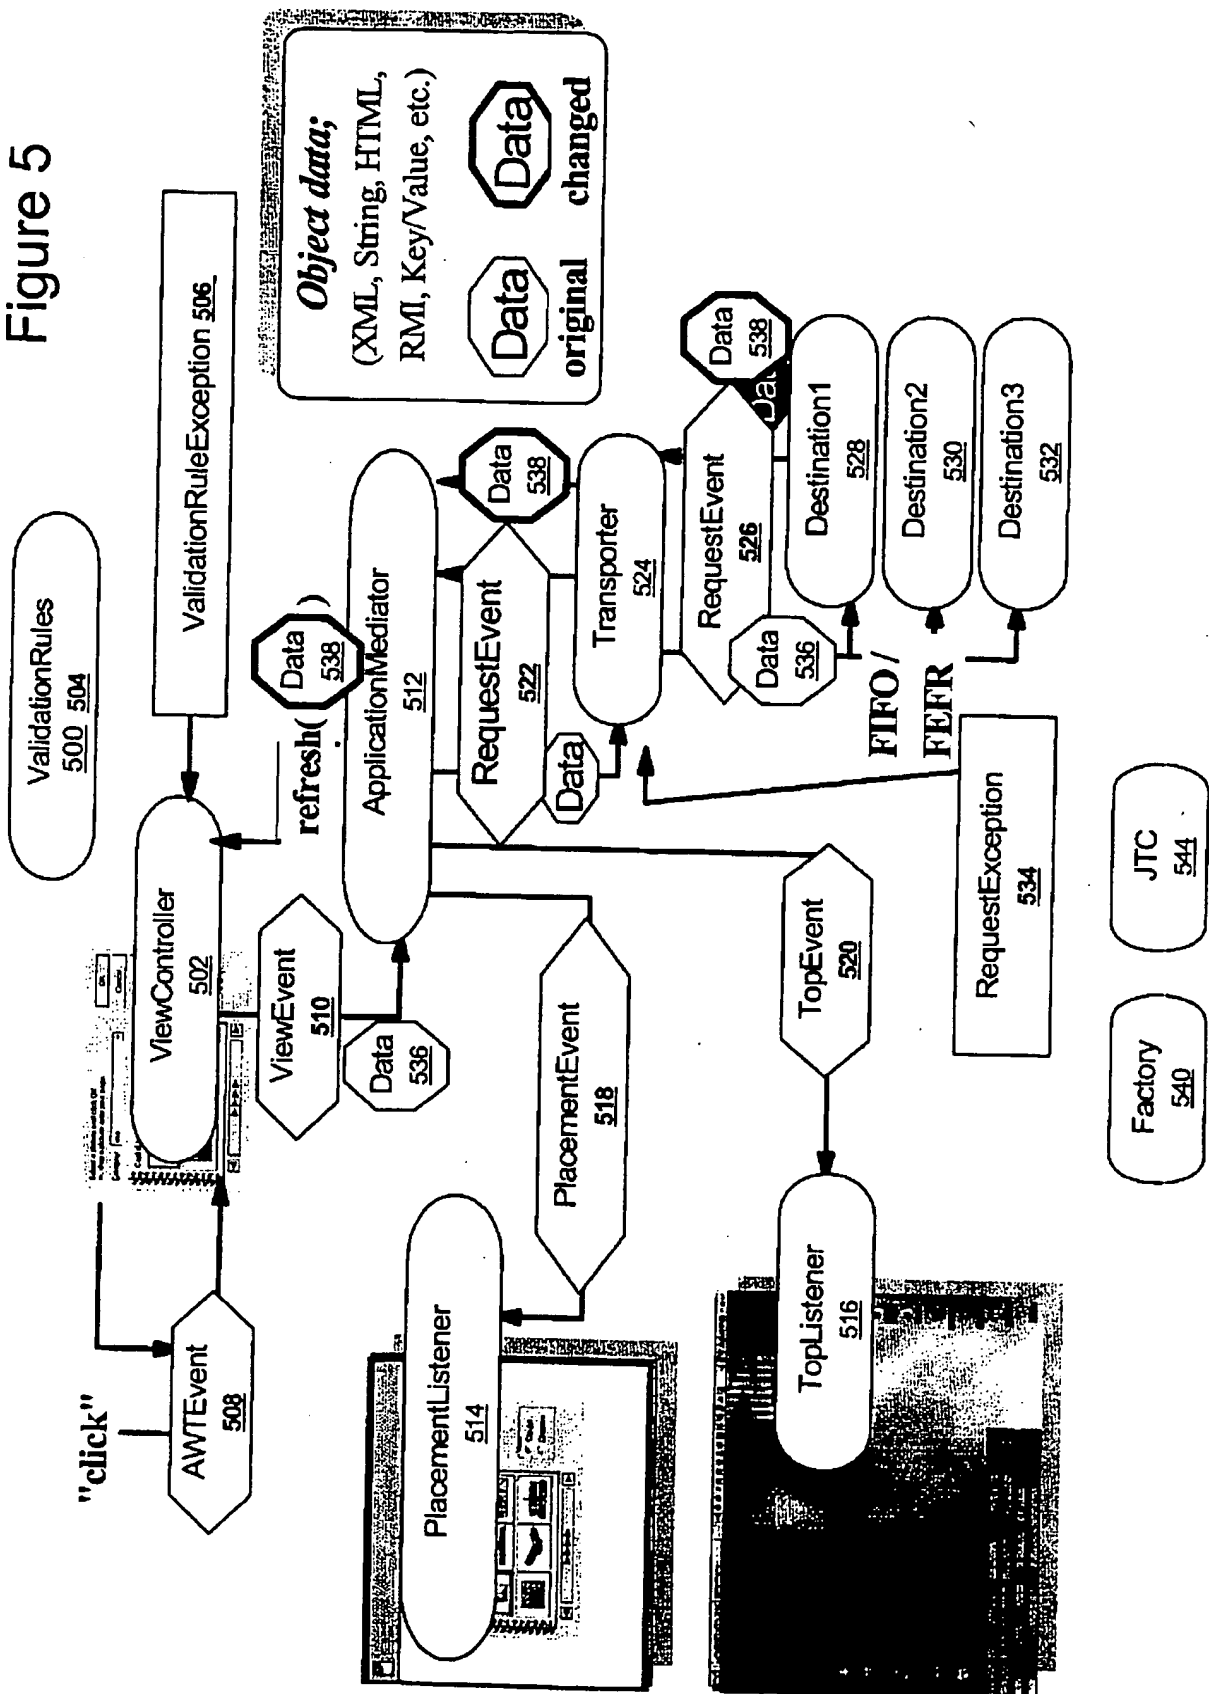 Figure 5
"click"
AWTEvent
508
ViewController
502
ValidationRules
500 504
ValidationRuleException 506
ViewEvent
510
refresh( )
Data
538
Data
536
Object data;
(XML, String, HTML,
RMI, Key/Value, etc.)
Data
Data
original
changed
PlacementListener
514
ApplicationMediator
512
RequestEvent
522
Data
538
Data
PlacementEvent
518
Transporter
524
RequestEvent
526
Data
538
Data
536
TopListener
516
TopEvent
520
FIFO /
FEFR
Destination1
528
Destination2
530
Destination3
532
RequestException
534
Factory
540
JTC
544